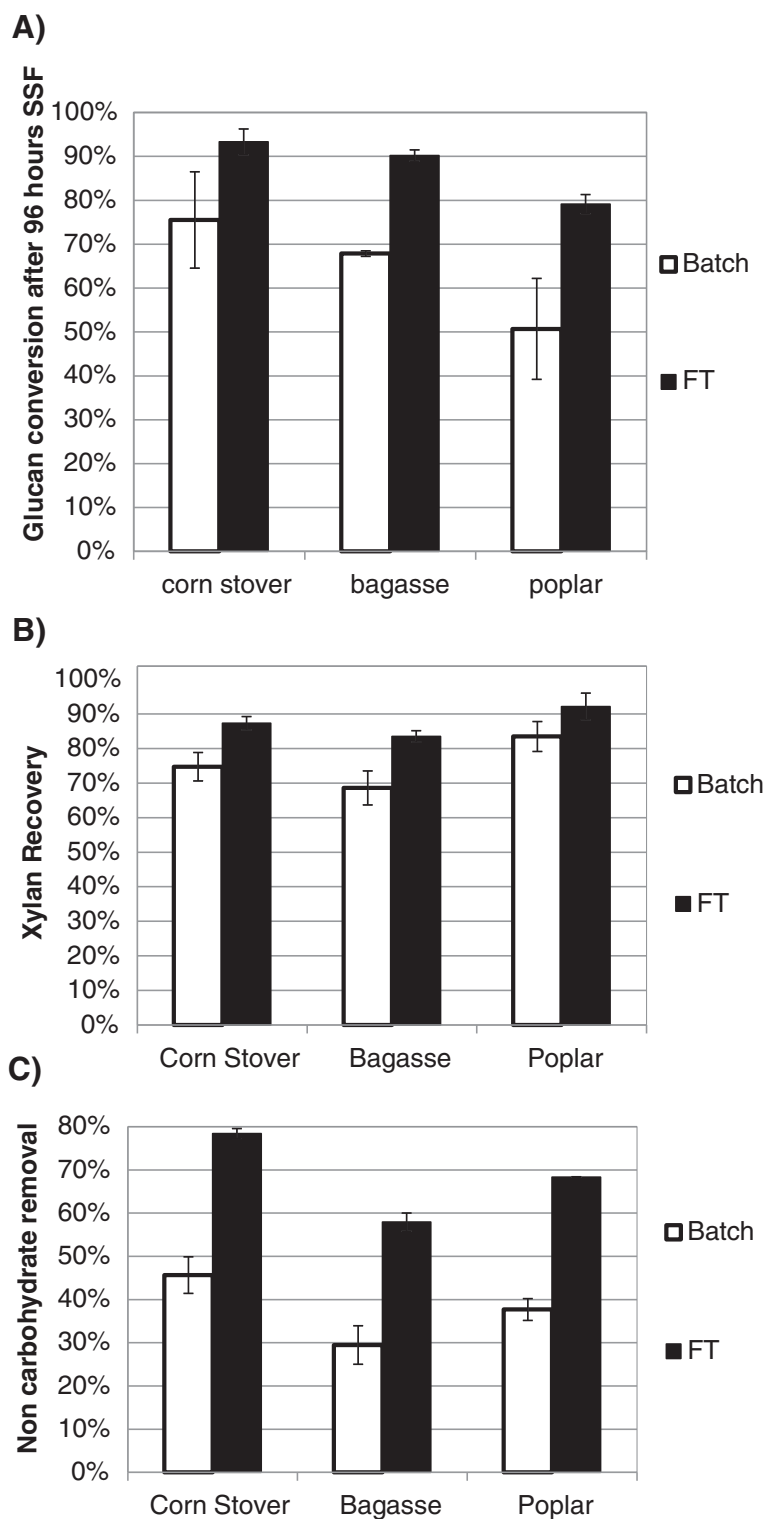 A)
Glucan conversion after 96 hours SSF
100%
90%
80%
70%
60%
50%
40%
30%
20%
10%
0%
corn stover bagasse poplar
Batch
FT
B)
Xylan Recovery
100%
90%
80%
70%
60%
50%
40%
30%
20%
10%
0%
Corn Stover Bagasse Poplar
Batch
FT
C)
Non carbohydrate removal
80%
70%
60%
50%
40%
30%
20%
10%
0%
Corn Stover Bagasse Poplar
Batch
FT